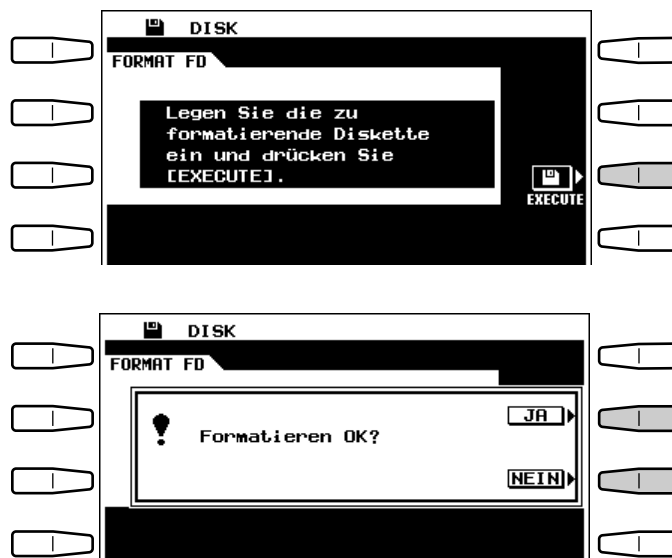 DISK
FORMAT FD
Legen Sie die zu
formatierende Diskette
ein und drücken Sie
[EXECUTE].
EXECUTE
DISK
FORMAT FD
JA
Formatieren OK?
NEIN